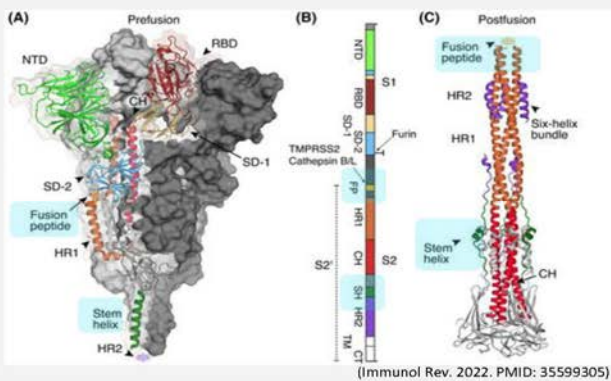 (A)
Prefusion
NTD
RBD
CH
SD-1
SD-2
Fusion
peptide
HR1
Stem
helix
HR2
(B)
NTD
RBD
SD-1
SD-2
FP
HR1
CH
SH
HR2
TM
CT
S1
Furin
TMPRSS2
Cathepsin B/L
S2
S2'
(C)
Postfusion
Fusion
peptide
HR2
HR1
Six-helix
bundle
Stem
helix
CH
(Immunol Rev. 2022. PMID: 35599305)